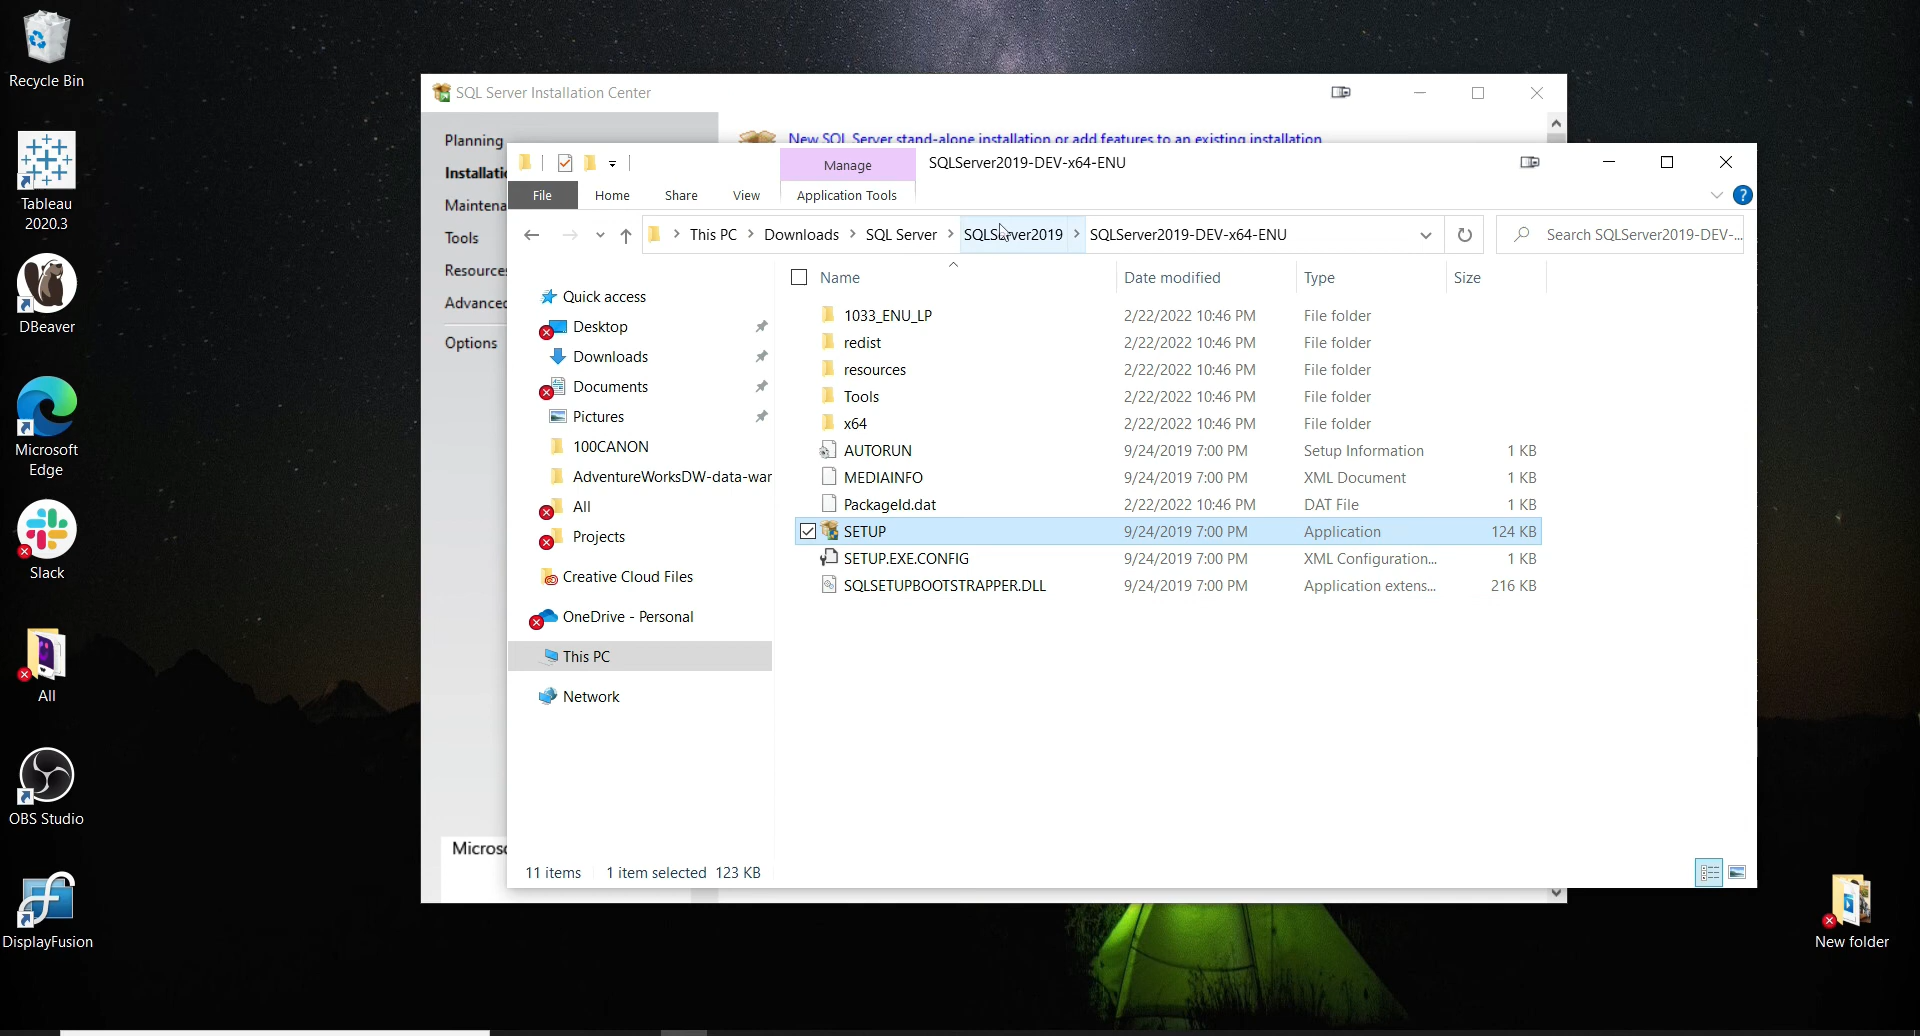 Recycle Bin
Tableau
2020.3
DBeaver
Microsoft
Edge
Slack
All
OBS Studio
DisplayFusion
New folder
SQL Server Installation Center
Planning
Installatio
Maintena
Tools
Resources
Advanced
Options
New SQL Server stand-alone installation or add features to an existing installation
Microso
Manage
SQLServer2019-DEV-x64-ENU
File
Home
Share
View
Application Tools
This PC > Downloads > SQL Server > SQLServer2019 > SQLServer2019-DEV-x64-ENU
Search SQLServer2019-DEV-...
Quick access
Desktop
Downloads
Documents
Pictures
100CANON
AdventureWorksDW-data-war
All
Projects
Creative Cloud Files
OneDrive - Personal
This PC
Network
Name Date modified Type Size
1033_ENU_LP 2/22/2022 10:46 PM File folder
redist 2/22/2022 10:46 PM File folder
resources 2/22/2022 10:46 PM File folder
Tools 2/22/2022 10:46 PM File folder
x64 2/22/2022 10:46 PM File folder
AUTORUN 9/24/2019 7:00 PM Setup Information 1 KB
MEDIAINFO 9/24/2019 7:00 PM XML Document 1 KB
PackageId.dat 2/22/2022 10:46 PM DAT File 1 KB
SETUP 9/24/2019 7:00 PM Application 124 KB
SETUP.EXE.CONFIG 9/24/2019 7:00 PM XML Configuration... 1 KB
SQLSETUPBOOTSTRAPPER.DLL 9/24/2019 7:00 PM Application extens... 216 KB
11 items 1 item selected 123 KB